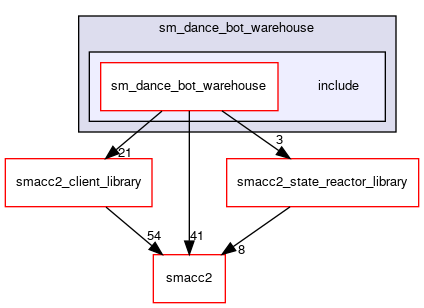 sm_dance_bot_warehouse
sm_dance_bot_warehouse
include
3
21
smacc2_client_library
smacc2_state_reactor_library
54
41
8
smacc2